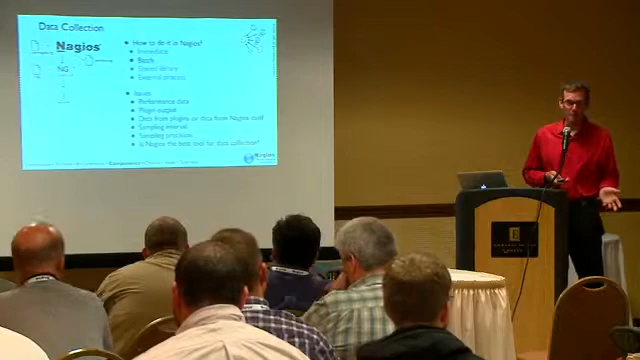 Data Collection
Nagios
How to do it in Nagios?
Immediate
Batch
Shared library
External process
Issues
Performance data
Plugin output
Data from plugins or data from Nagios itself
Sampling interval
Sampling precision
Is Nagios the best tool for data collection?
Nagios